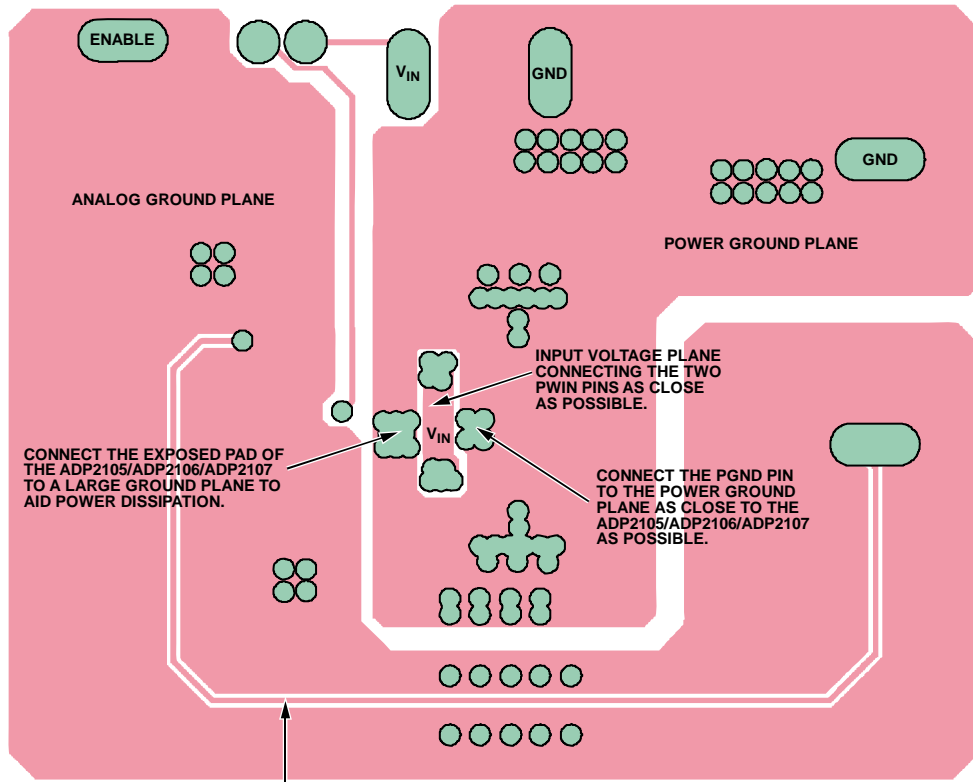 ENABLE
VIN
GND
GND
ANALOG GROUND PLANE
POWER GROUND PLANE
INPUT VOLTAGE PLANE
CONNECTING THE TWO
PWIN PINS AS CLOSE
AS POSSIBLE.
VIN
CONNECT THE EXPOSED PAD OF
THE ADP2105/ADP2106/ADP2107
TO A LARGE GROUND PLANE TO
AID POWER DISSIPATION.
CONNECT THE PGND PIN
TO THE POWER GROUND
PLANE AS CLOSE TO THE
ADP2105/ADP2106/ADP2107
AS POSSIBLE.